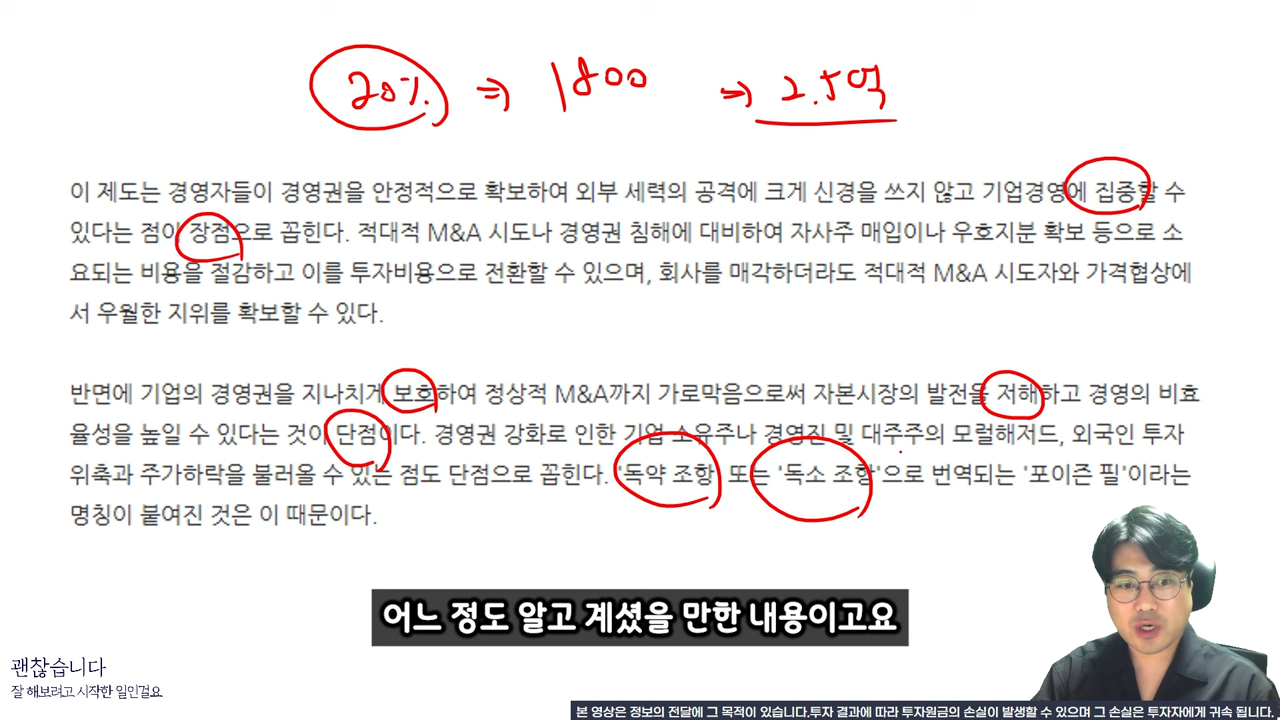 20% ⇒ 1800 ⇒ 2.5억
이 제도는 경영자들이 경영권을 안정적으로 확보하여 외부 세력의 공격에 크게 신경을 쓰지 않고 기업경영에 집중할 수
있다는 점이 장점으로 꼽힌다. 적대적 M&A 시도나 경영권 침해에 대비하여 자사주 매입이나 우호지분 확보 등으로 소
요되는 비용을 절감하고 이를 투자비용으로 전환할 수 있으며, 회사를 매각하더라도 적대적 M&A 시도자와 가격협상에
서 우월한 지위를 확보할 수 있다.
반면에 기업의 경영권을 지나치게 보호하여 정상적 M&A까지 가로막음으로써 자본시장의 발전을 저해하고 경영의 비효
율성을 높일 수 있다는 것이 단점이다. 경영권 강화로 인한 기업 소유주나 경영진 및 대주주의 모럴해저드, 외국인 투자
위축과 주가하락을 불러올 수 있는 점도 단점으로 꼽힌다. '독약 조항' 또는 '독소 조항'으로 번역되는 '포이즌 필'이라는
명칭이 붙여진 것은 이 때문이다.
어느 정도 알고 계셨을 만한 내용이고요
괜찮습니다
잘 해보려고 시작한 일인걸요
본 영상은 정보의 전달에 그 목적이 있습니다.투자 결과에 따라 투자원금의 손실이 발생할 수 있으며 그 손실은 투자자에게 귀속 됩니다.